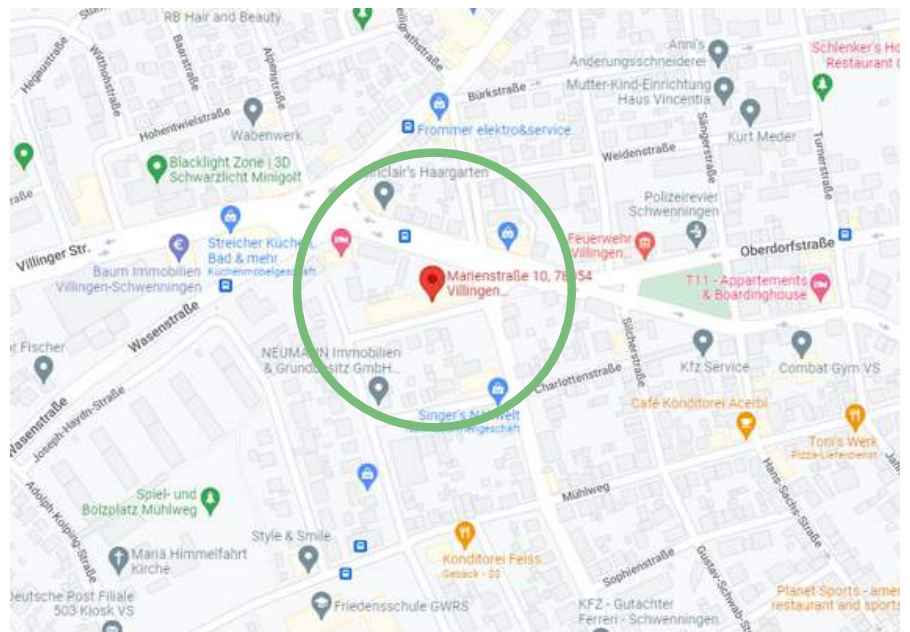 RB Hair and Beauty
Hegaustraße
Witthohstraße
Baarstraße
Alpenstraße
Hohentwielstraße
Wabenwerk
Bürkstraße
Frommer elektro&service
Anni's
Änderungsschneiderei
Mutter-Kind-Einrichtung
Haus Vincentia
Schlenker's
Restaurant
Kurt Meder
Sängerstraße
Turnerstraße
Weidenstraße
Blacklight Zone | 3D
Schwarzlicht Minigolf
Haargarten
Polizeirevier
Schwenningen
Villinger Str.
Streicher Küchen,
Bad & mehr
Küchenmöbelgeschäft
Baum Immobilien
Villingen-Schwenningen
Feuerwehr
Villingen...
Oberdorfstraße
Marienstraße 10, 78054
Villingen...
T11 - Appartements
& Boardinghouse
Wasenstraße
Fischer
NEUMANN Immobilien
& Grundbesitz GmbH...
Silcherstraße
Kfz Service
Combat Gym VS
Charlottenstraße
Joseph-Haydn-Straße
Wasenstraße
Singer's Nähwelt
Café Konditorei Acerbi
Toni's Werk
Pizza-Lieferdienst
Spiel- und
Bolzplatz Mühlweg
Mühlweg
Hans-Sachs-Straße
Adolph-Kolping-Straße
Style & Smile
Maria Himmelfahrt
Kirche
Konditorei Feiss
Gebäck - $$
Sophienstraße
Deutsche Post Filiale
503 Kiosk VS
Friedensschule GWRS
KFZ - Gutachter
Ferreri - Schwenningen
Planet Sports -
restaurant and sports